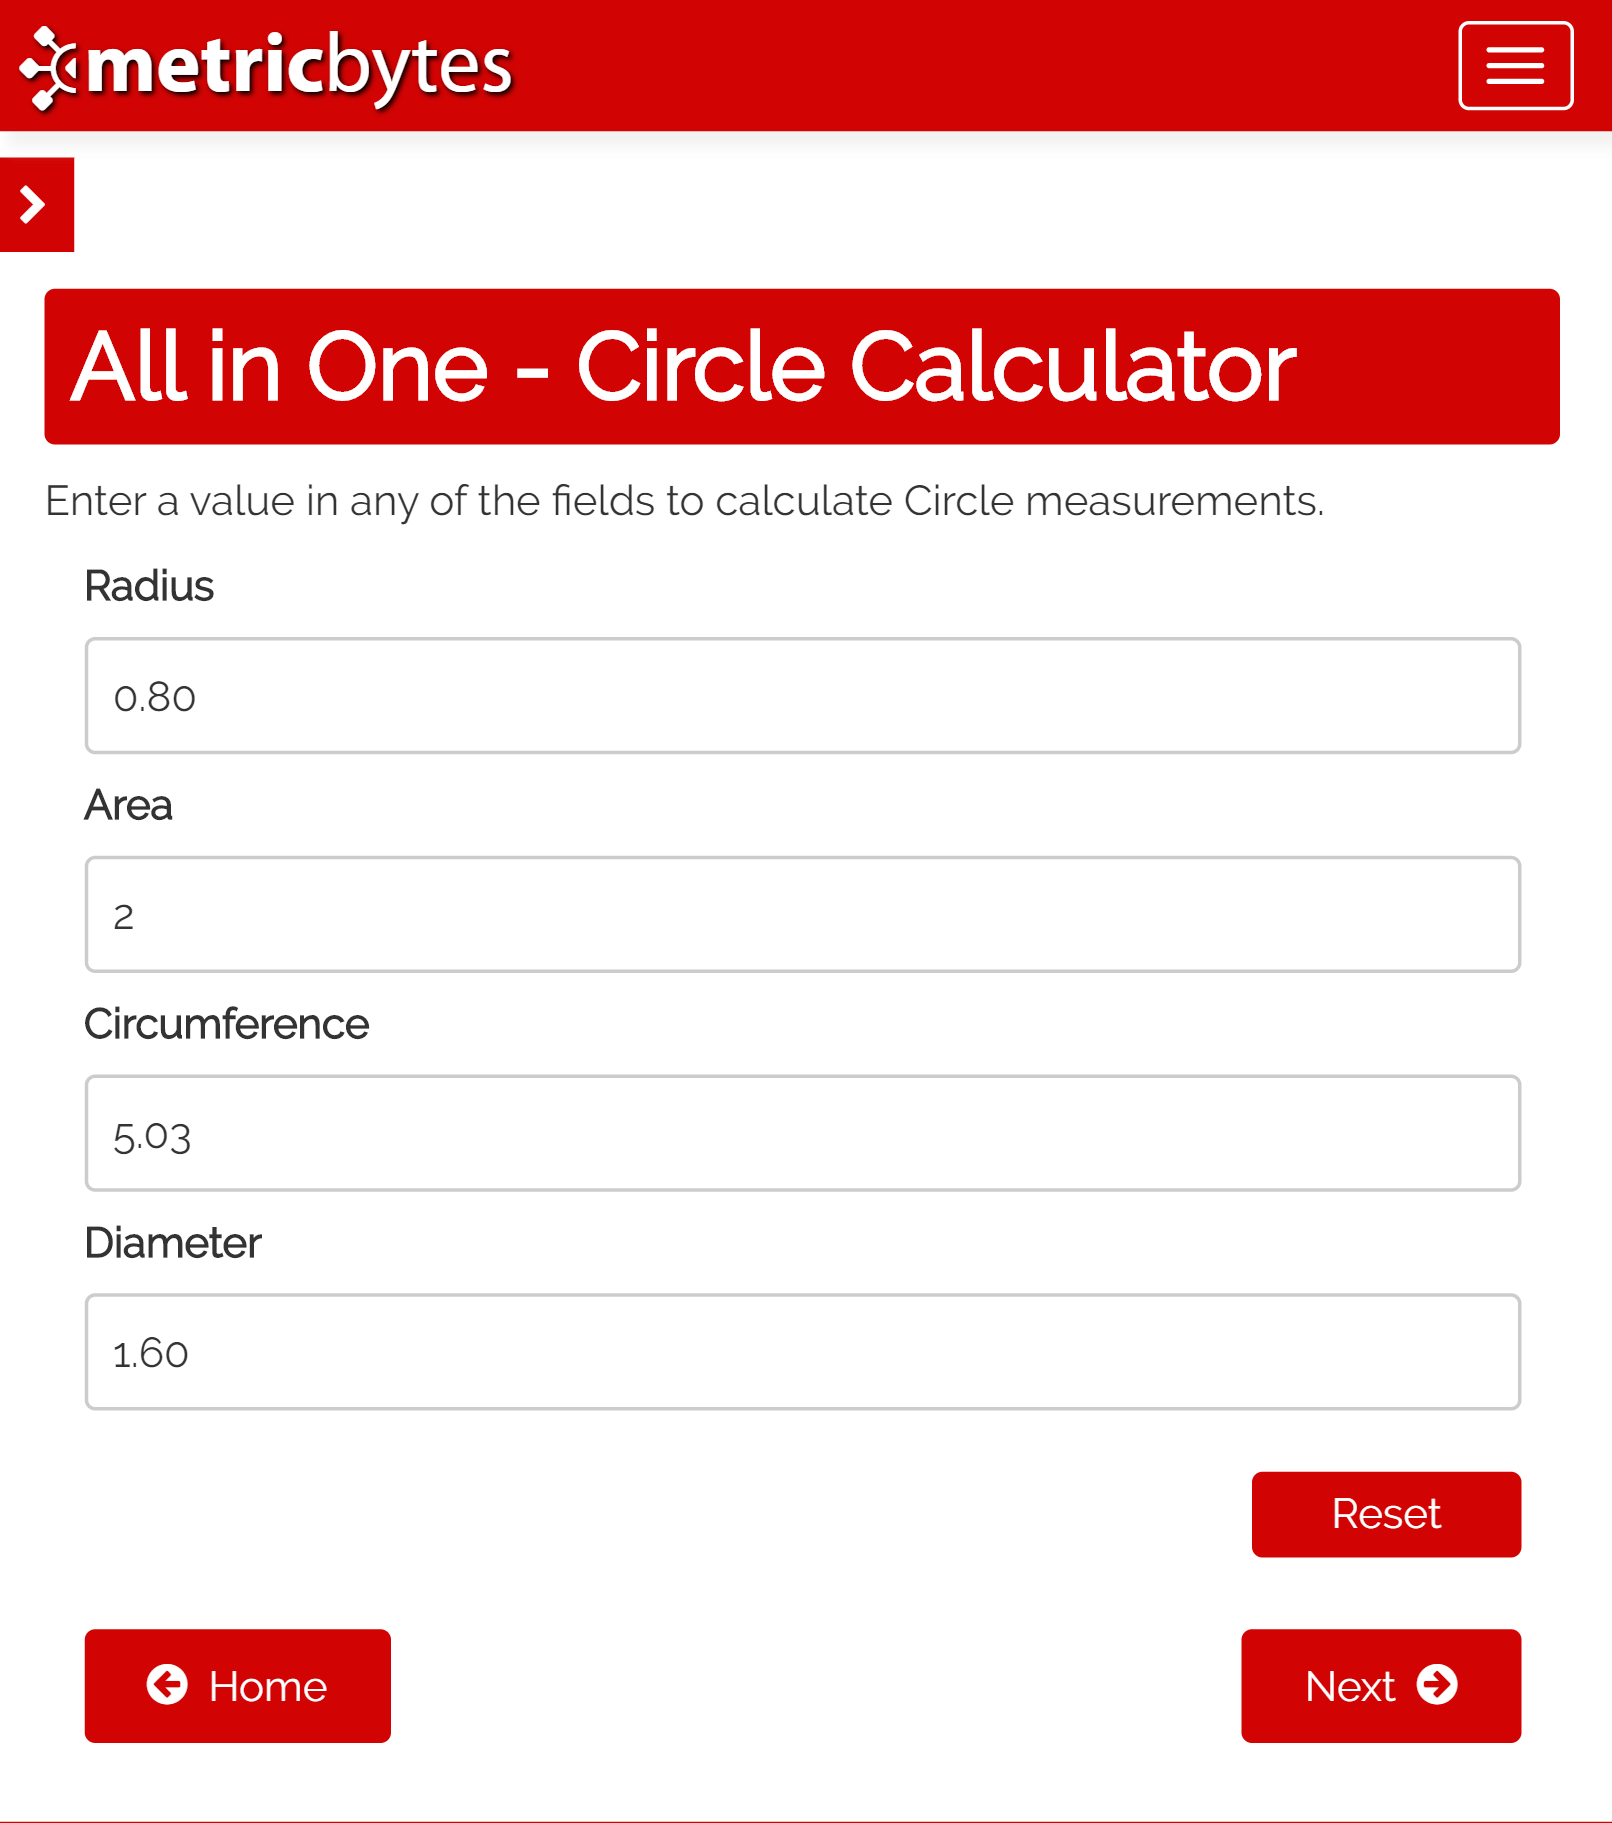 metricbytes
All in One - Circle Calculator
Enter a value in any of the fields to calculate Circle measurements.
Radius
0.80
Area
2
Circumference
5.03
Diameter
1.60
Reset
Home
Next